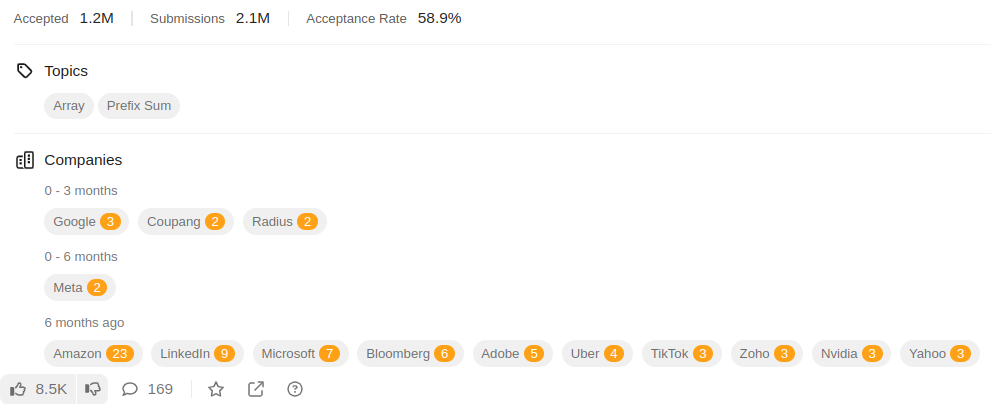 Accepted 1.2M Submissions 2.1M Acceptance Rate 58.9%
Topics
Array Prefix Sum
Companies
0 - 3 months
Google 3 Coupang 2 Radius 2
0 - 6 months
Meta 2
6 months ago
Amazon 23 LinkedIn 9 Microsoft 7 Bloomberg 6 Adobe 5 Uber 4 TikTok 3 Zoho 3 Nvidia 3 Yahoo 3
8.5K 169